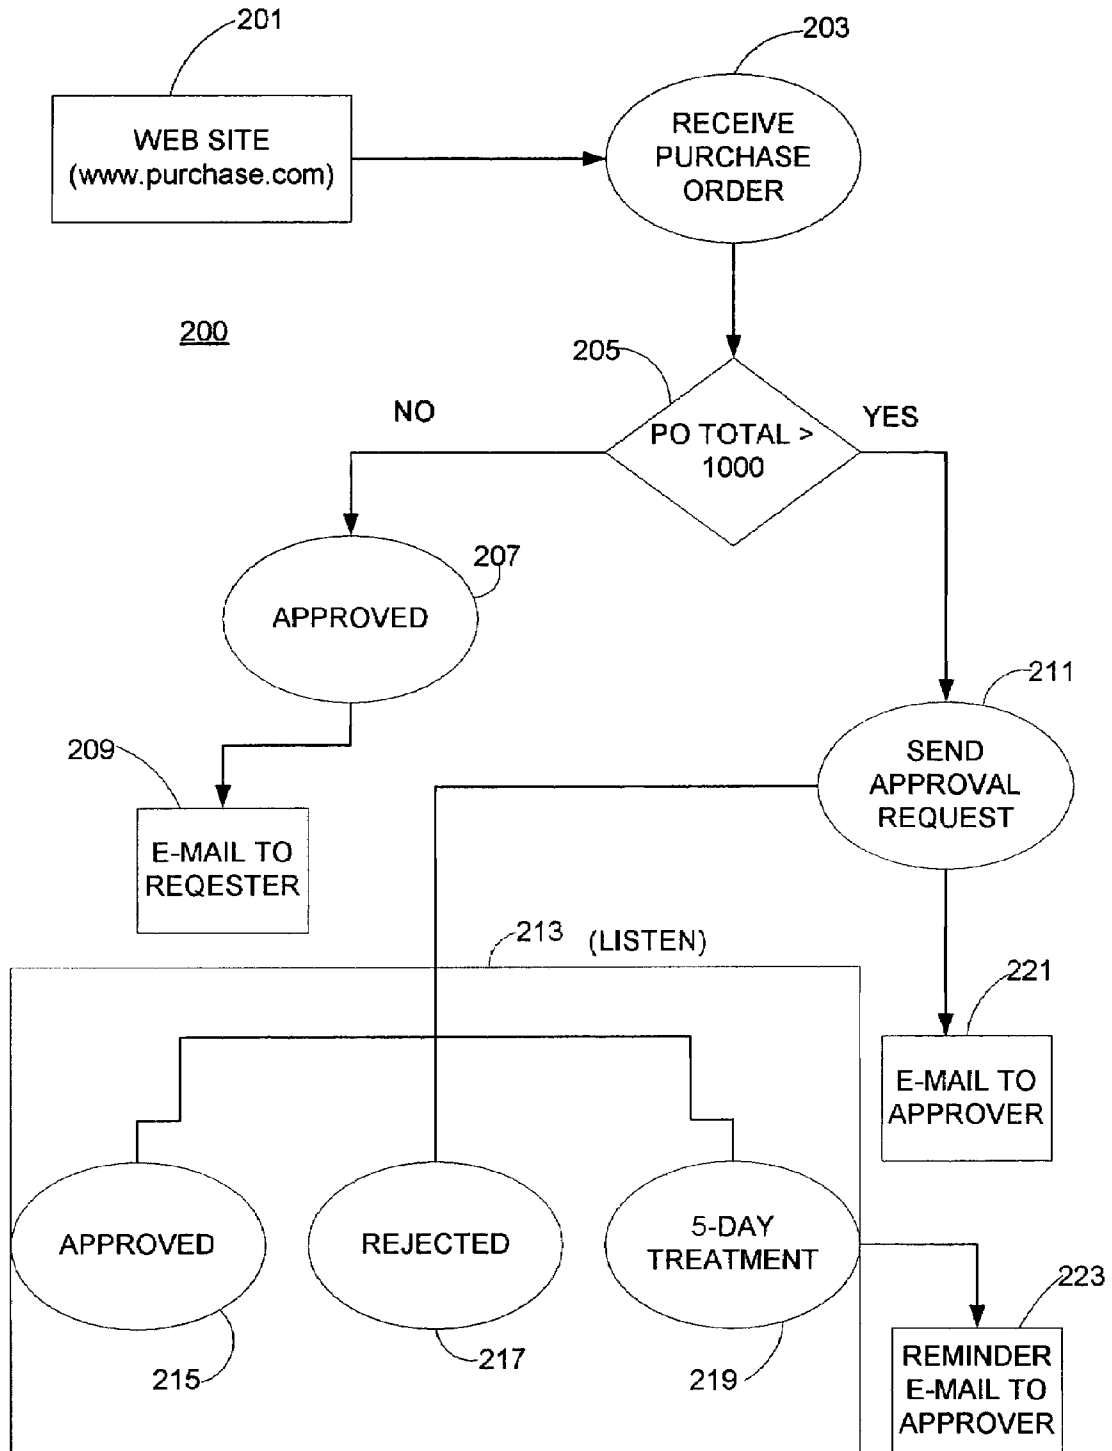 201
203
WEB SITE
(www.purchase.com)
RECEIVE
PURCHASE
ORDER
200
205
NO
YES
PO TOTAL >
1000
207
APPROVED
211
SEND
APPROVAL
REQUEST
209
E-MAIL TO
REQESTER
213
(LISTEN)
221
E-MAIL TO
APPROVER
APPROVED
REJECTED
5-DAY
TREATMENT
215
217
219
223
REMINDER
E-MAIL TO
APPROVER